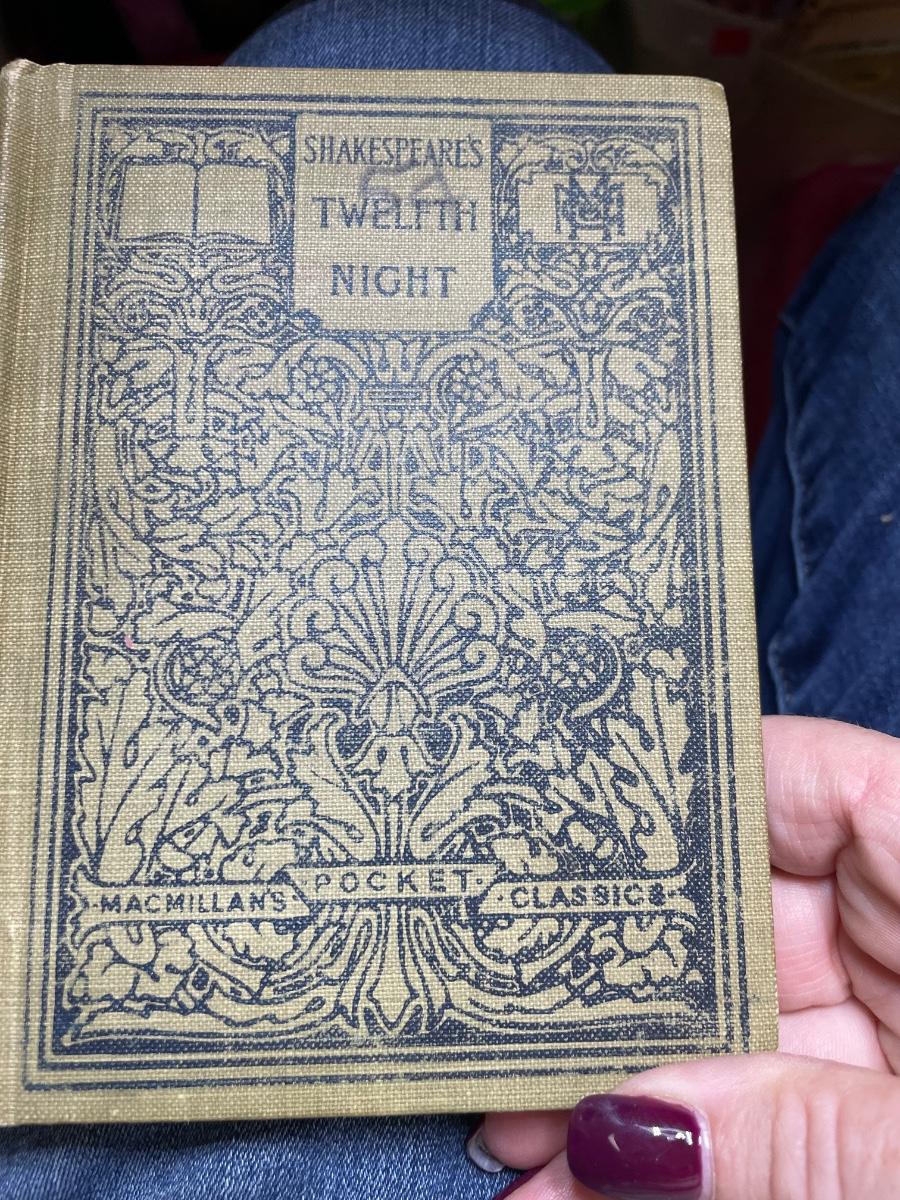 SHAKESPEARE'S
TWELFTH
NIGHT
·MACMILLAN'S· POCKET· ·CLASSICS·